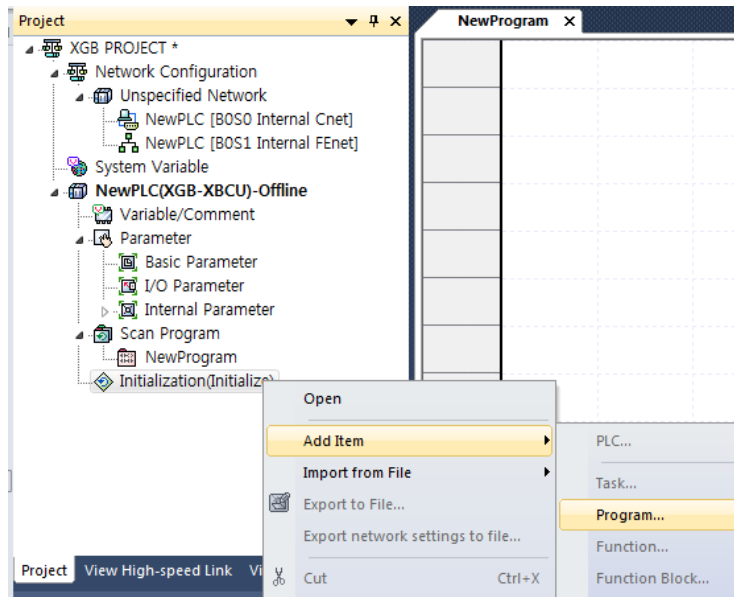 Project
NewProgram
XGB PROJECT *
Network Configuration
Unspecified Network
NewPLC [B0S0 Internal Cnet]
NewPLC [B0S1 Internal FEnet]
System Variable
NewPLC(XGB-XBCU)-Offline
Variable/Comment
Parameter
Basic Parameter
I/O Parameter
Internal Parameter
Scan Program
NewProgram
Initialization(Initialize)
Open
Add Item
Import from File
Export to File...
Export network settings to file...
Cut Ctrl+X
PLC...
Task...
Program...
Function...
Function Block...
Project View High-speed Link Vi